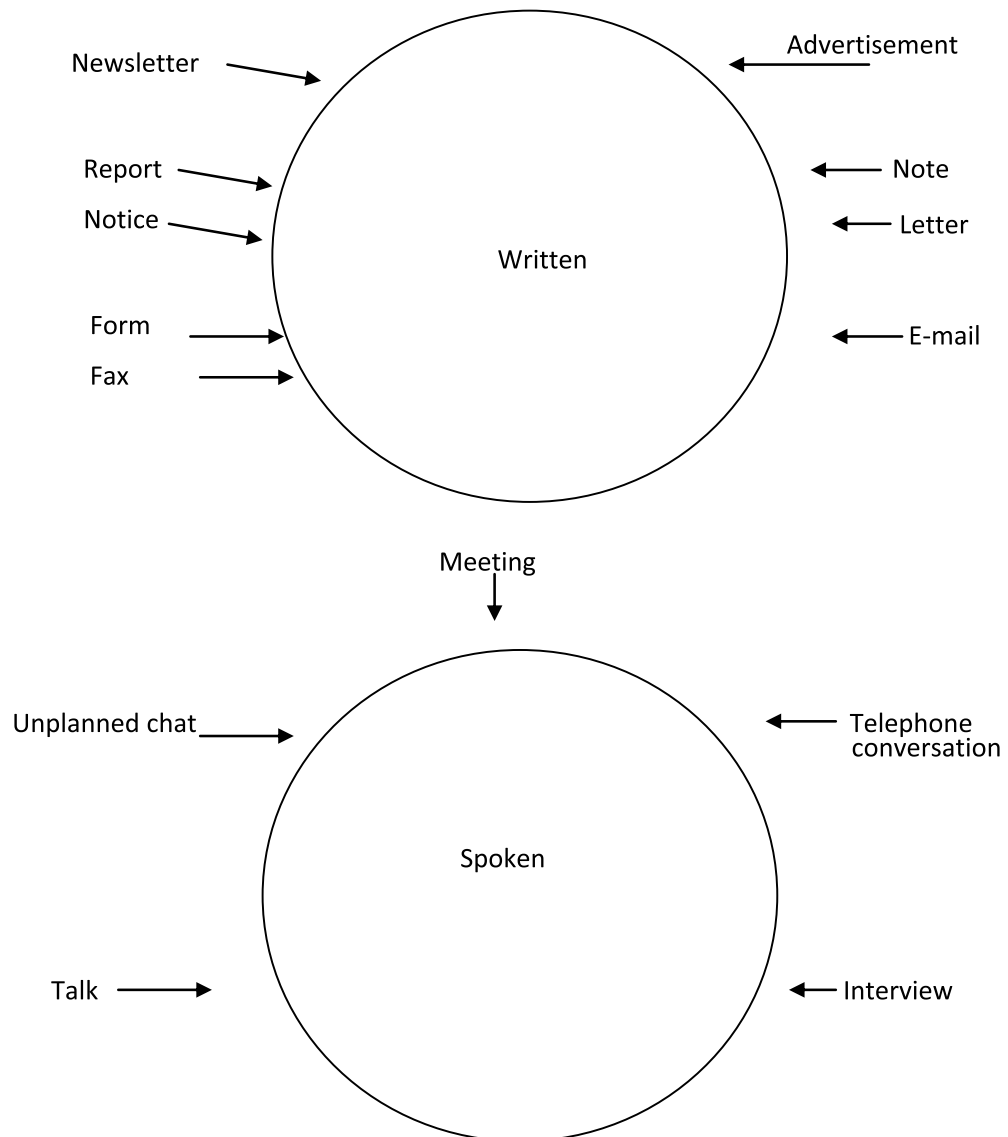 Advertisement
Newsletter
Report
Note
Notice
Letter
Written
Form
E-mail
Fax
Meeting
Unplanned chat
Telephone
conversation
Spoken
Talk
Interview